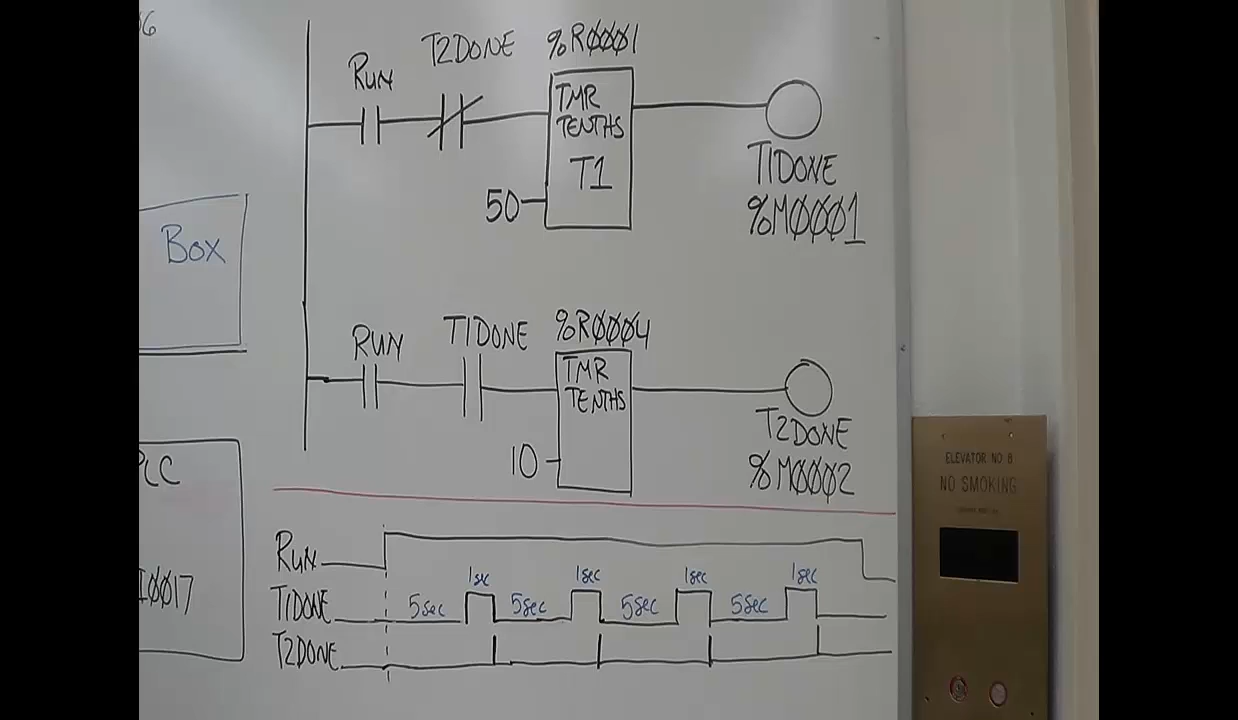 06
RUN
T2DONE
%R0001
TMR
TENTHS
T1
50
T1DONE
%M0001
Box
RUN
T1DONE
%R0004
TMR
TENTHS
10
T2DONE
%M0002
PLC
I0017
RUN
T1DONE 5sec 1sec 5sec 1sec 5sec 1sec 5sec 1sec
T2DONE
ELEVATOR NO 8
NO SMOKING